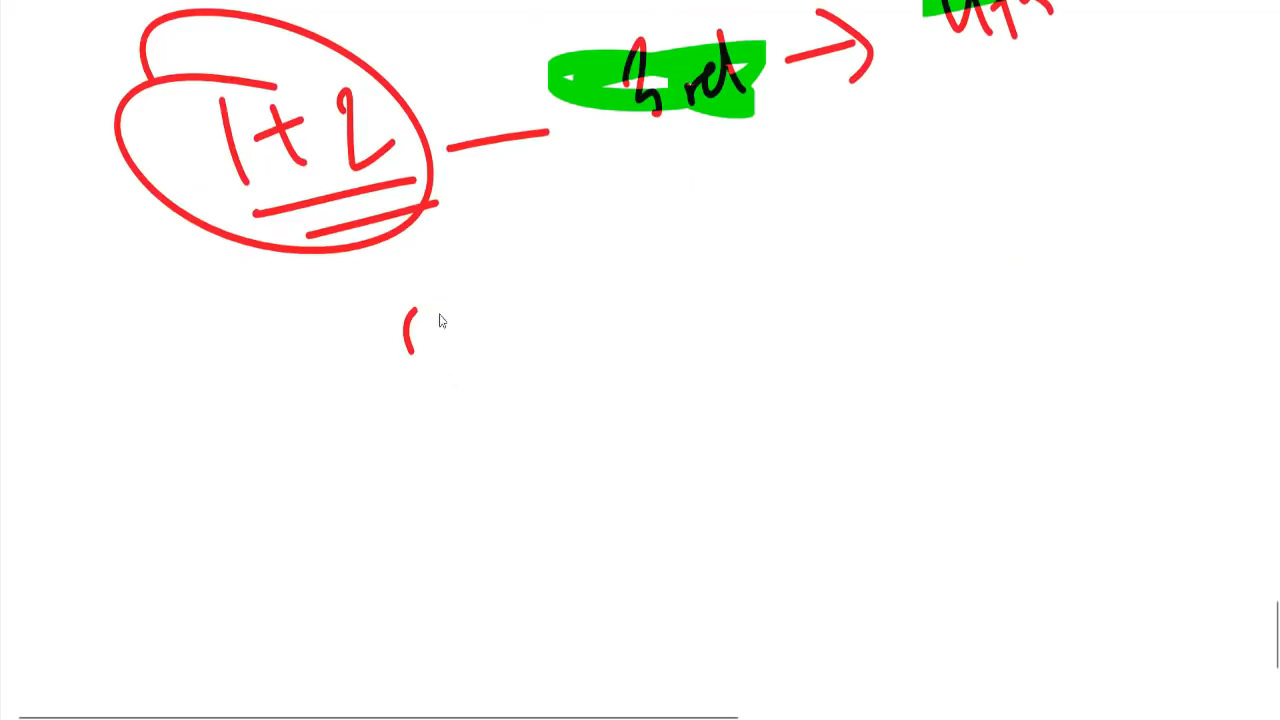 1+2 — 3rd →